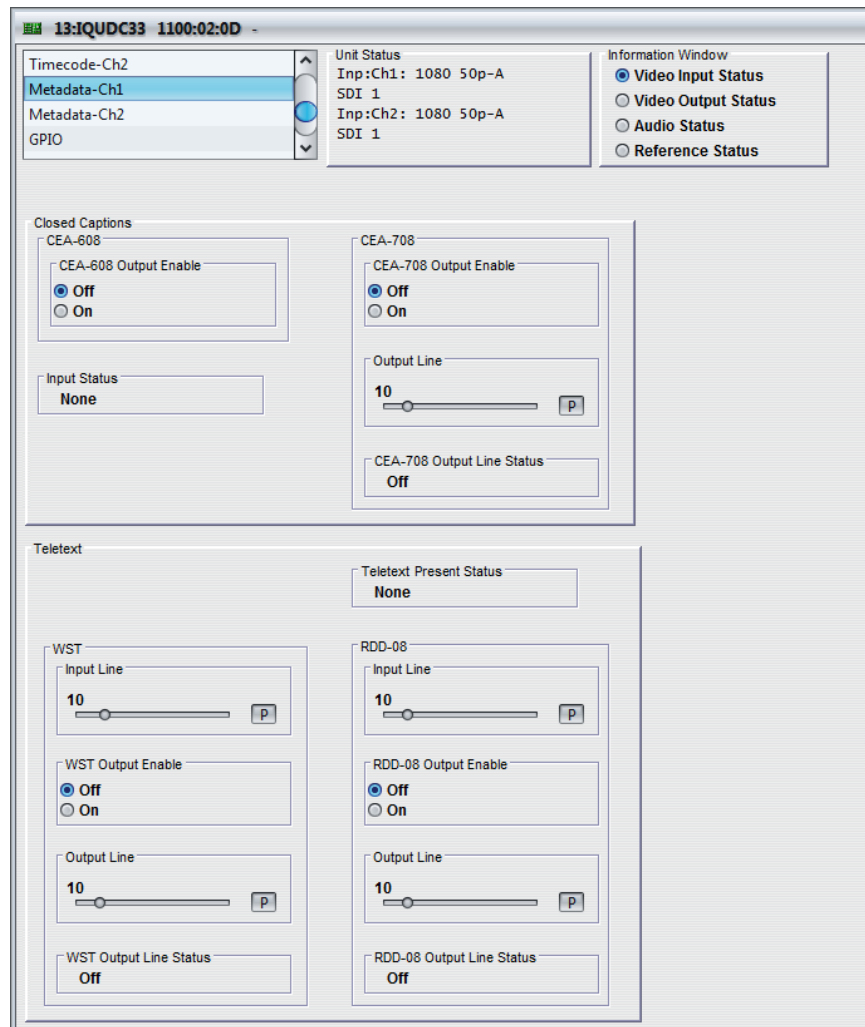 13:IQUDC33 1100:02:0D -
Timecode-Ch2
Metadata-Ch1
Metadata-Ch2
GPIO
Unit Status
Inp:Ch1: 1080 50p-A
SDI 1
Inp:Ch2: 1080 50p-A
SDI 1
Information Window
Video Input Status
Video Output Status
Audio Status
Reference Status
Closed Captions
CEA-608
CEA-608 Output Enable
Off
On
Input Status
None
CEA-708
CEA-708 Output Enable
Off
On
Output Line
10
P
CEA-708 Output Line Status
Off
Teletext
Teletext Present Status
None
WST
Input Line
10
P
WST Output Enable
Off
On
Output Line
10
P
WST Output Line Status
Off
RDD-08
Input Line
10
P
RDD-08 Output Enable
Off
On
Output Line
10
P
RDD-08 Output Line Status
Off